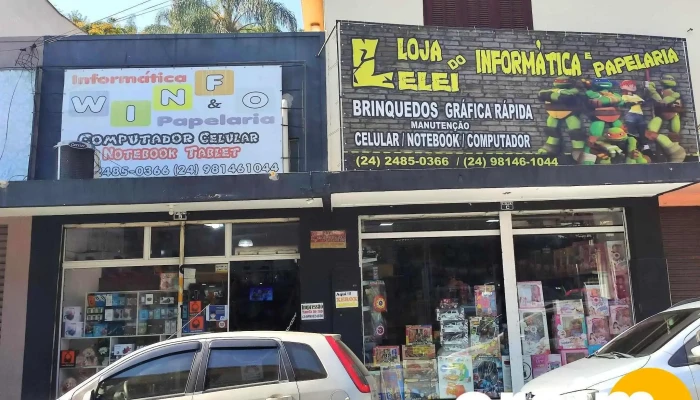 Informática
WINFO
&
Papelaria
COMPUTADOR CELULAR
NOTEBOOK TABLET
2485-0366 (24) 981461044
LOJA DO LELEI
INFORMÁTICA E PAPELARIA
BRINQUEDOS GRÁFICA RÁPIDA
MANUTENÇÃO
CELULAR / NOTEBOOK / COMPUTADOR
(24) 2485-0366 / (24) 98146-1044